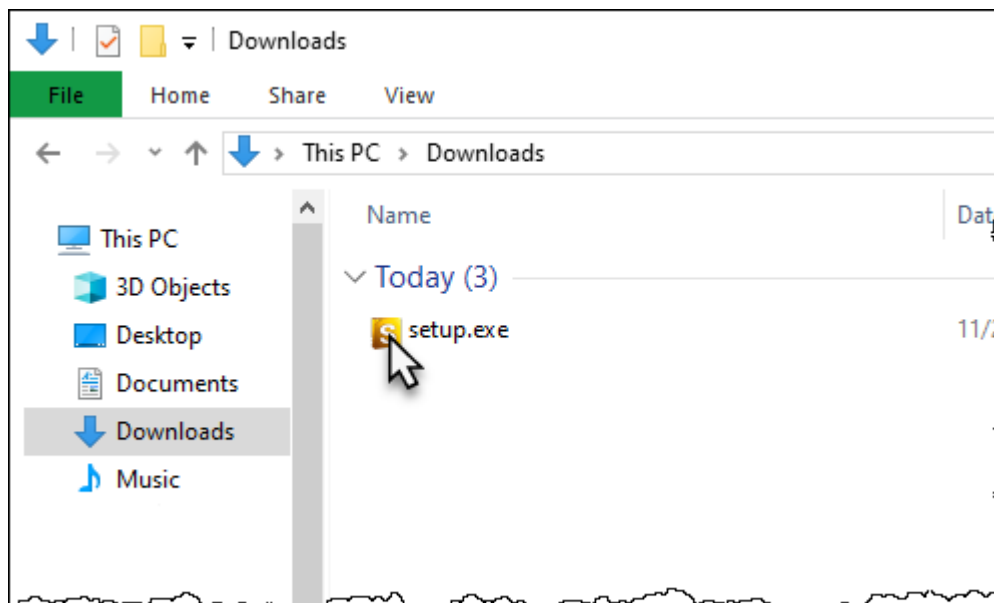 Downloads
File Home Share View
This PC > Downloads
Name
This PC
Today (3)
3D Objects
setup.exe 11/
Desktop
Documents
Downloads
Music